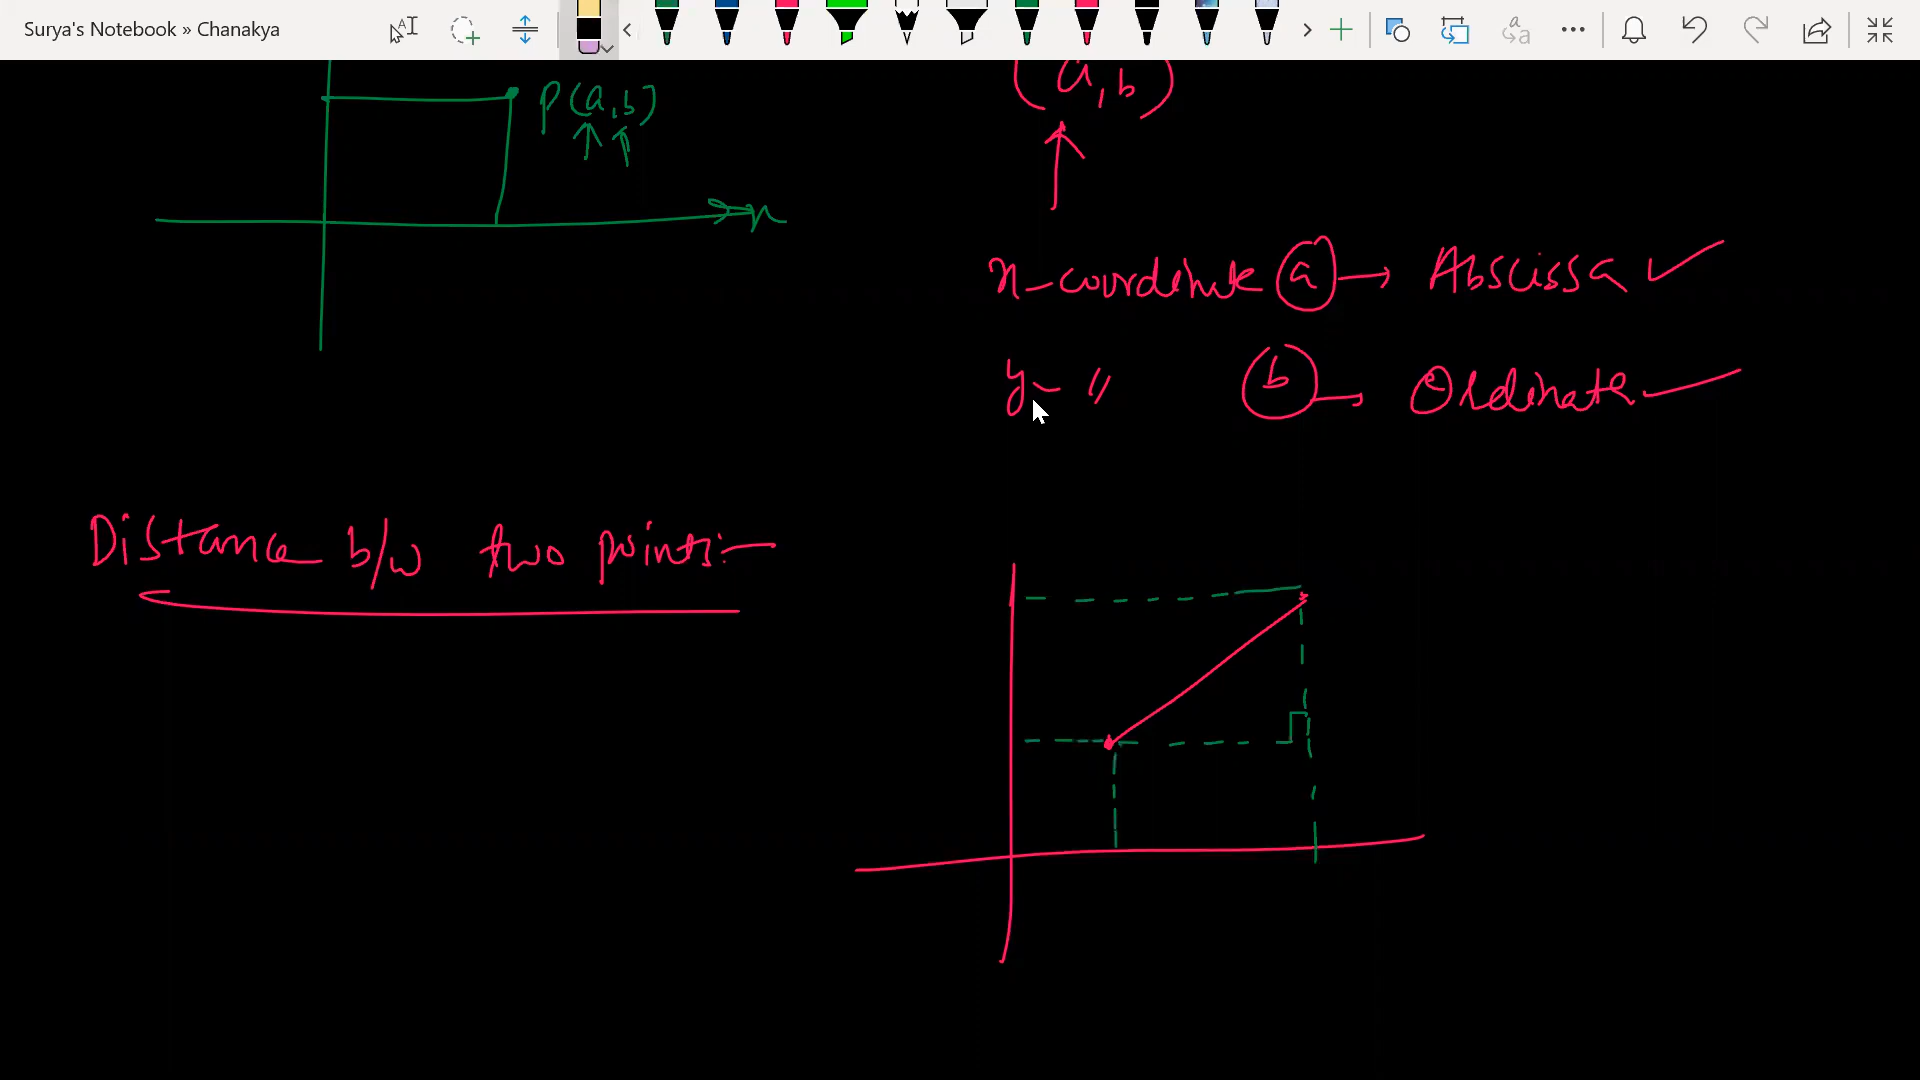 Surya's Notebook » Chanakya
P(a,b)
x
(a,b)
x-coordinate a → Abscissa ✓
y- " b → Ordinate
Distance b/w two points:-